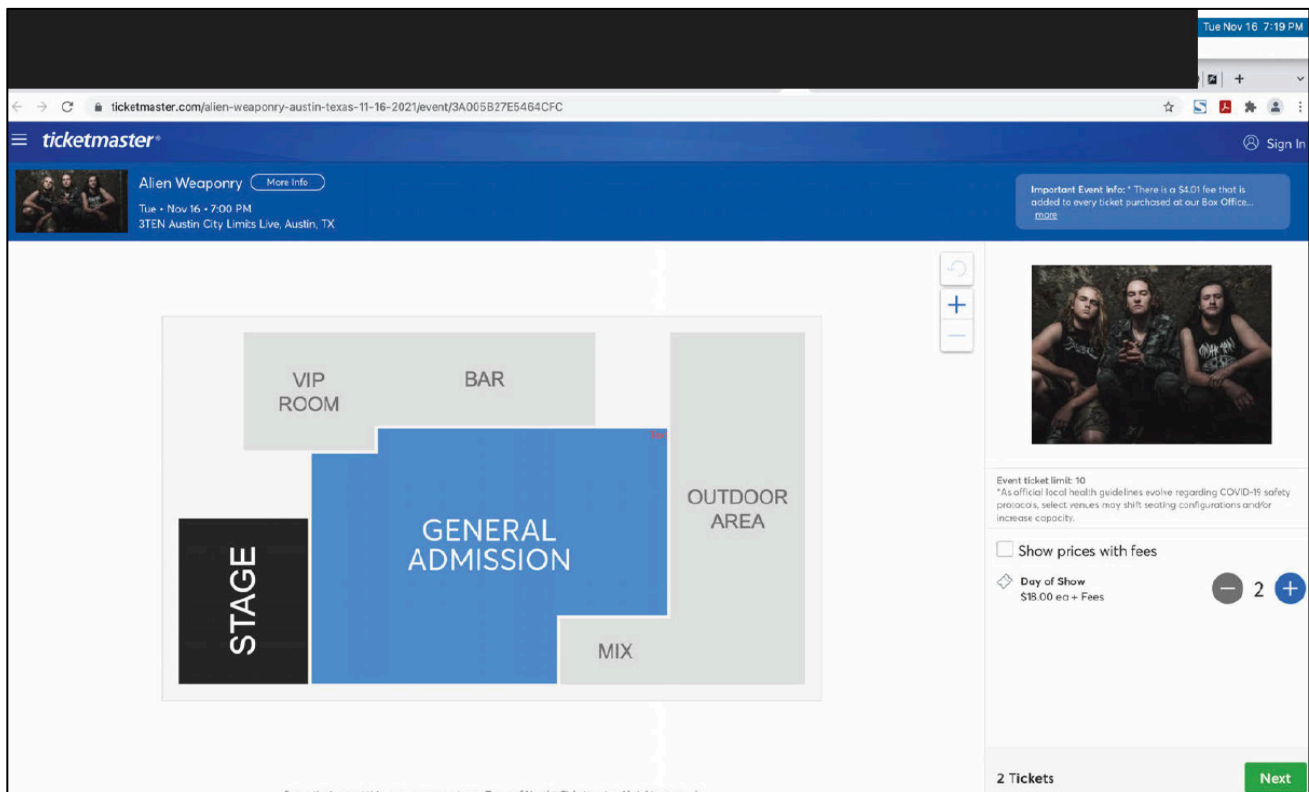 Tue Nov 16 7:19 PM
ticketmaster.com/alien-weaponry-austin-texas-11-16-2021/event/3A005B27E5464CFC
ticketmaster®
Sign In
Alien Weaponry More Info
Tue • Nov 16 • 7:00 PM
3TEN Austin City Limits Live, Austin, TX
Important Event Info: * There is a $4.01 fee that is
added to every ticket purchased at our Box Office...
more
VIP
ROOM
BAR
OUTDOOR
AREA
GENERAL
ADMISSION
STAGE
MIX
Event ticket limit: 10
*As official local health guidelines evolve regarding COVID-19 safety
protocols, select venues may shift seating configurations and/or
increase capacity.
Show prices with fees
Day of Show
$18.00 ea + Fees
2
2 Tickets
Next